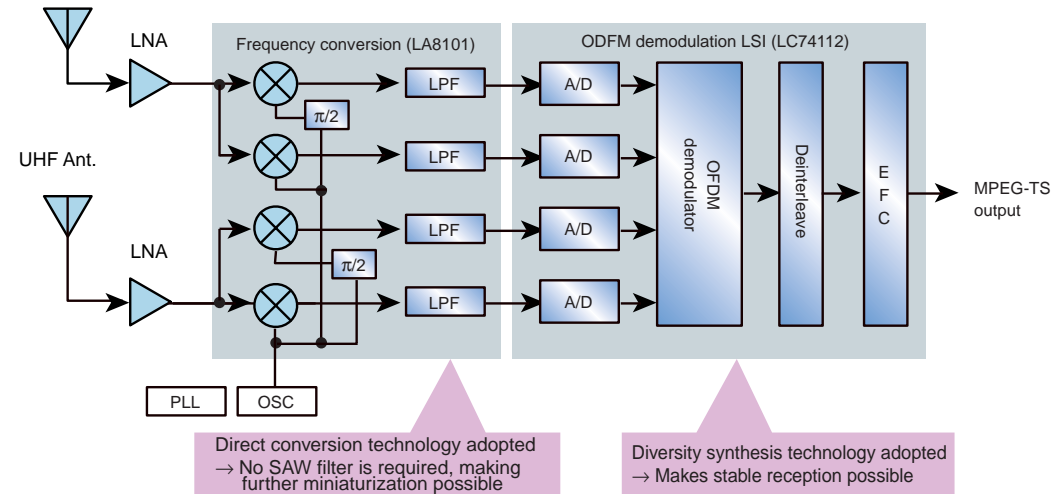 LNA
Frequency conversion (LA8101)
ODFM demodulation LSI (LC74112)
LPF
A/D
π/2
UHF Ant.
LPF
A/D
OFDM
demodulator
Deinterleave
E
F
C
MPEG-TS
output
LNA
LPF
A/D
π/2
LPF
A/D
PLL
OSC
Direct conversion technology adopted
→ No SAW filter is required, making
further miniaturization possible
Diversity synthesis technology adopted
→ Makes stable reception possible